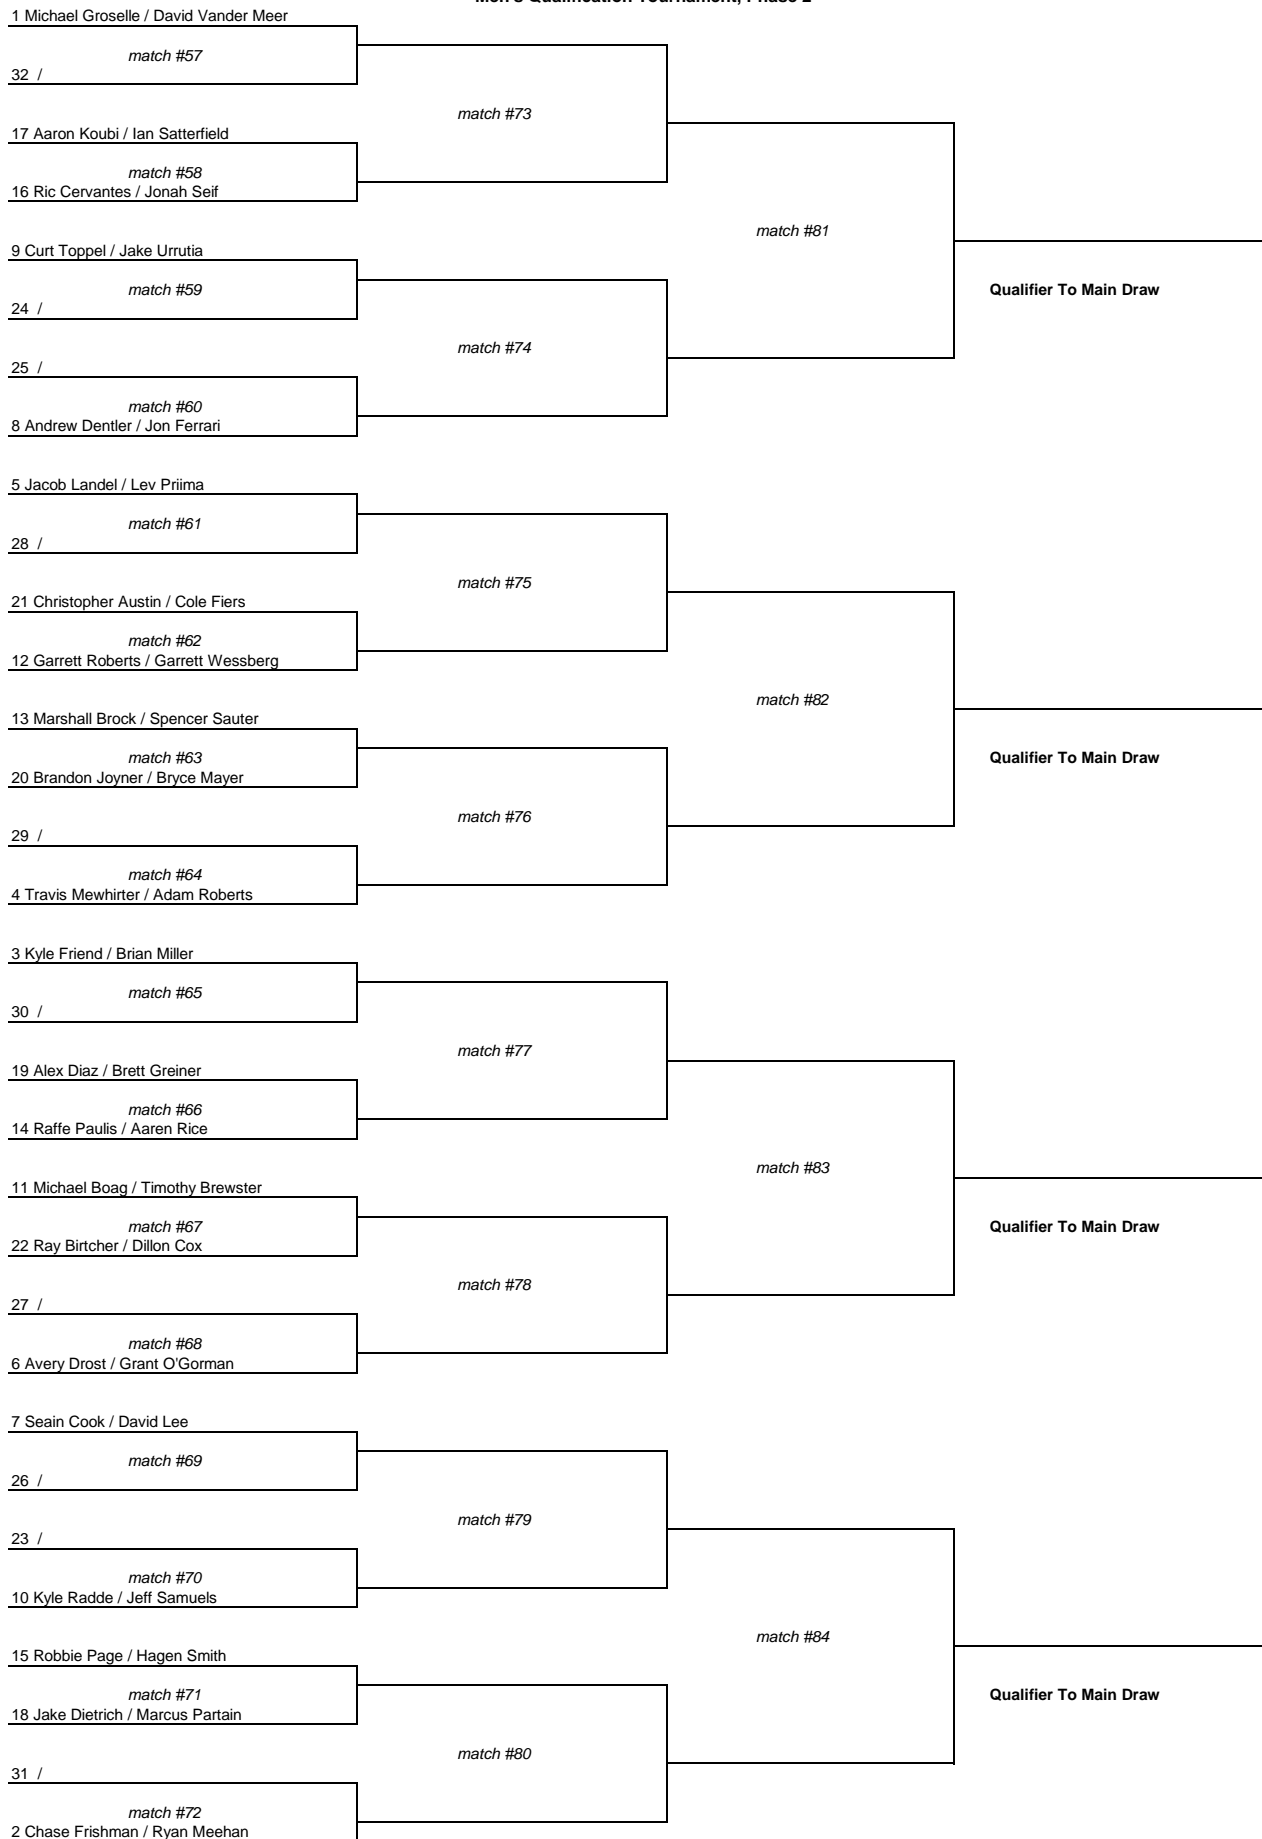 Men's Qualification Tournament, Phase 2
1 Michael Groselle / David Vander Meer
match #57
32 /
match #73
17 Aaron Koubi / Ian Satterfield
match #58
16 Ric Cervantes / Jonah Seif
match #81
9 Curt Toppel / Jake Urrutia
match #59
Qualifier To Main Draw
24 /
match #74
25 /
match #60
8 Andrew Dentler / Jon Ferrari
5 Jacob Landel / Lev Priima
match #61
28 /
match #75
21 Christopher Austin / Cole Fiers
match #62
12 Garrett Roberts / Garrett Wessberg
match #82
13 Marshall Brock / Spencer Sauter
match #63
Qualifier To Main Draw
20 Brandon Joyner / Bryce Mayer
match #76
29 /
match #64
4 Travis Mewhirter / Adam Roberts
3 Kyle Friend / Brian Miller
match #65
30 /
match #77
19 Alex Diaz / Brett Greiner
match #66
14 Raffe Paulis / Aaren Rice
match #83
11 Michael Boag / Timothy Brewster
match #67
Qualifier To Main Draw
22 Ray Birtcher / Dillon Cox
match #78
27 /
match #68
6 Avery Drost / Grant O'Gorman
7 Seain Cook / David Lee
match #69
26 /
match #79
23 /
match #70
10 Kyle Radde / Jeff Samuels
match #84
15 Robbie Page / Hagen Smith
match #71
Qualifier To Main Draw
18 Jake Dietrich / Marcus Partain
match #80
31 /
match #72
2 Chase Frishman / Ryan Meehan